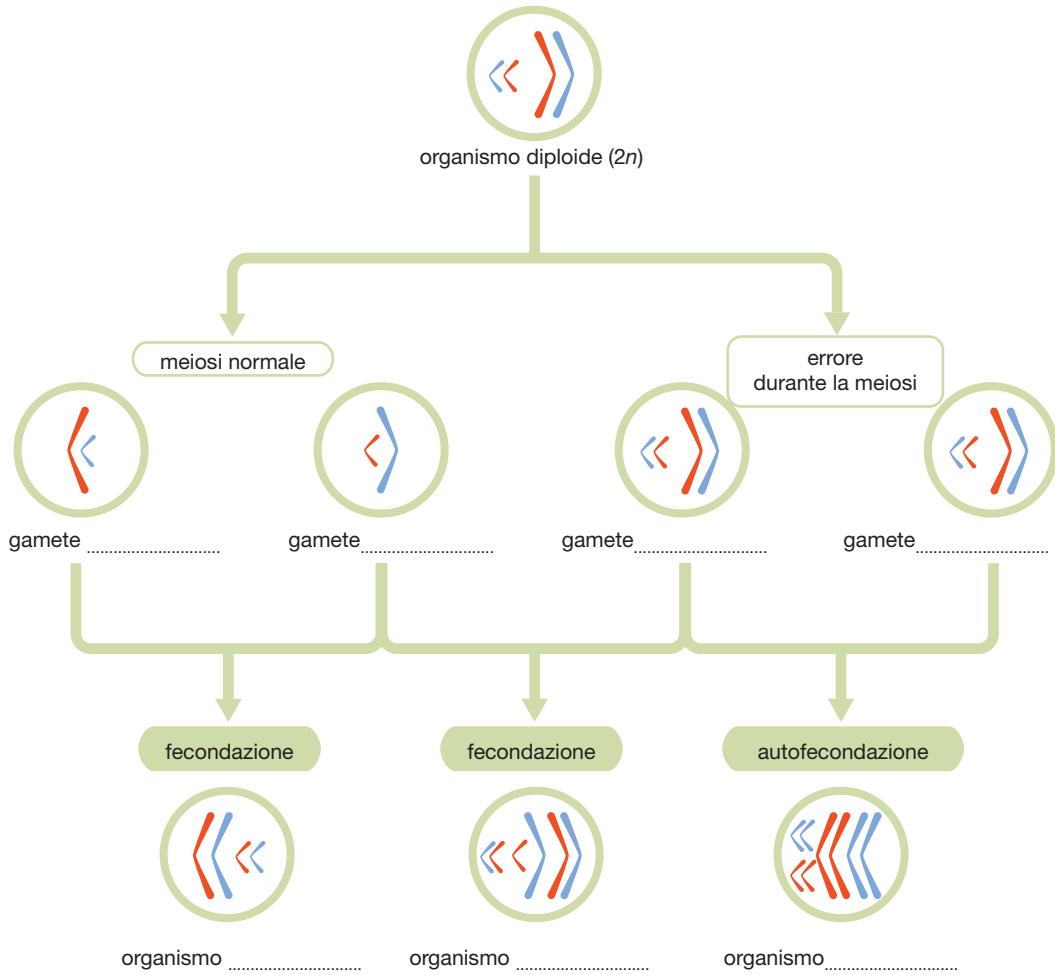 organismo diploide (2n)
meiosi normale
errore
durante la meiosi
gamete ............................
gamete............................
gamete............................
gamete............................
fecondazione
fecondazione
autofecondazione
organismo ............................
organismo ............................
organismo............................